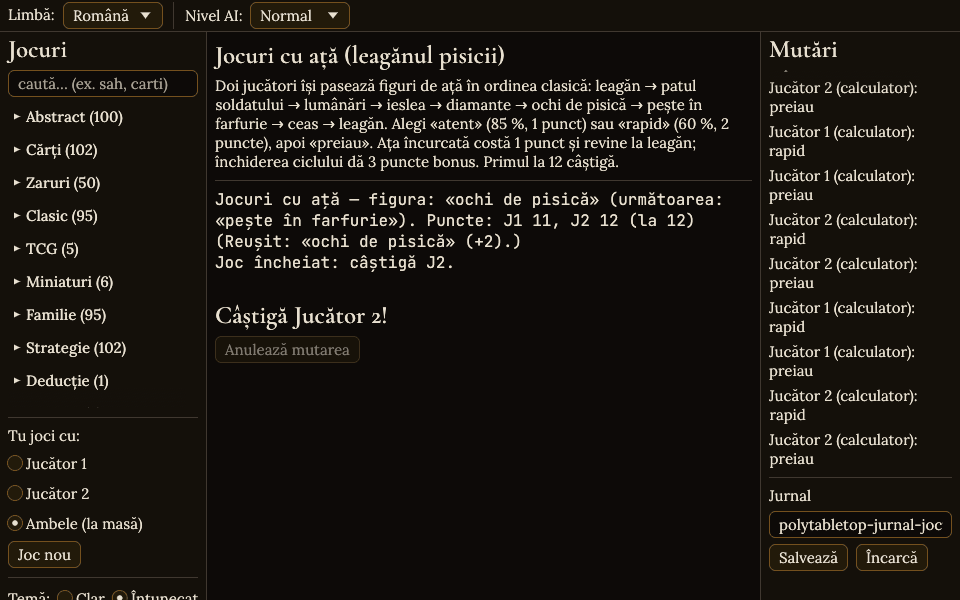 Limbă: Română ▼ Nivel AI: Normal ▼
Jocuri
caută… (ex. sah, carti)
▸ Abstract (100)
▸ Cărți (102)
▸ Zaruri (50)
▸ Clasic (95)
▸ TCG (5)
▸ Miniaturi (6)
▸ Familie (95)
▸ Strategie (102)
▸ Deducție (1)
Tu joci cu:
Jucător 1
Jucător 2
Ambele (la masă)
Joc nou
Temă: Clar Întunecat
Jocuri cu ață (leagănul pisicii)
Doi jucători își pasează figuri de ață în ordinea clasică: leagăn → patul
soldatului → lumânări → ieslea → diamante → ochi de pisică → pește în
farfurie → ceas → leagăn. Alegi «atent» (85 %, 1 punct) sau «rapid» (60 %, 2
puncte), apoi «preiau». Ața încurcată costă 1 punct și revine la leagăn;
închiderea ciclului dă 3 puncte bonus. Primul la 12 câștigă.
Jocuri cu ață — figura: «ochi de pisică» (următoarea:
«pește în farfurie»). Puncte: J1 11, J2 12 (la 12)
(Reușit: «ochi de pisică» (+2).)
Joc încheiat: câștigă J2.
Câștigă Jucător 2!
Anulează mutarea
Mutări
Jucător 2 (calculator):
preiau
Jucător 1 (calculator):
rapid
Jucător 1 (calculator):
preiau
Jucător 2 (calculator):
rapid
Jucător 2 (calculator):
preiau
Jucător 1 (calculator):
rapid
Jucător 1 (calculator):
preiau
Jucător 2 (calculator):
rapid
Jucător 2 (calculator):
preiau
Jurnal
polytabletop-jurnal-joc
Salvează Încarcă